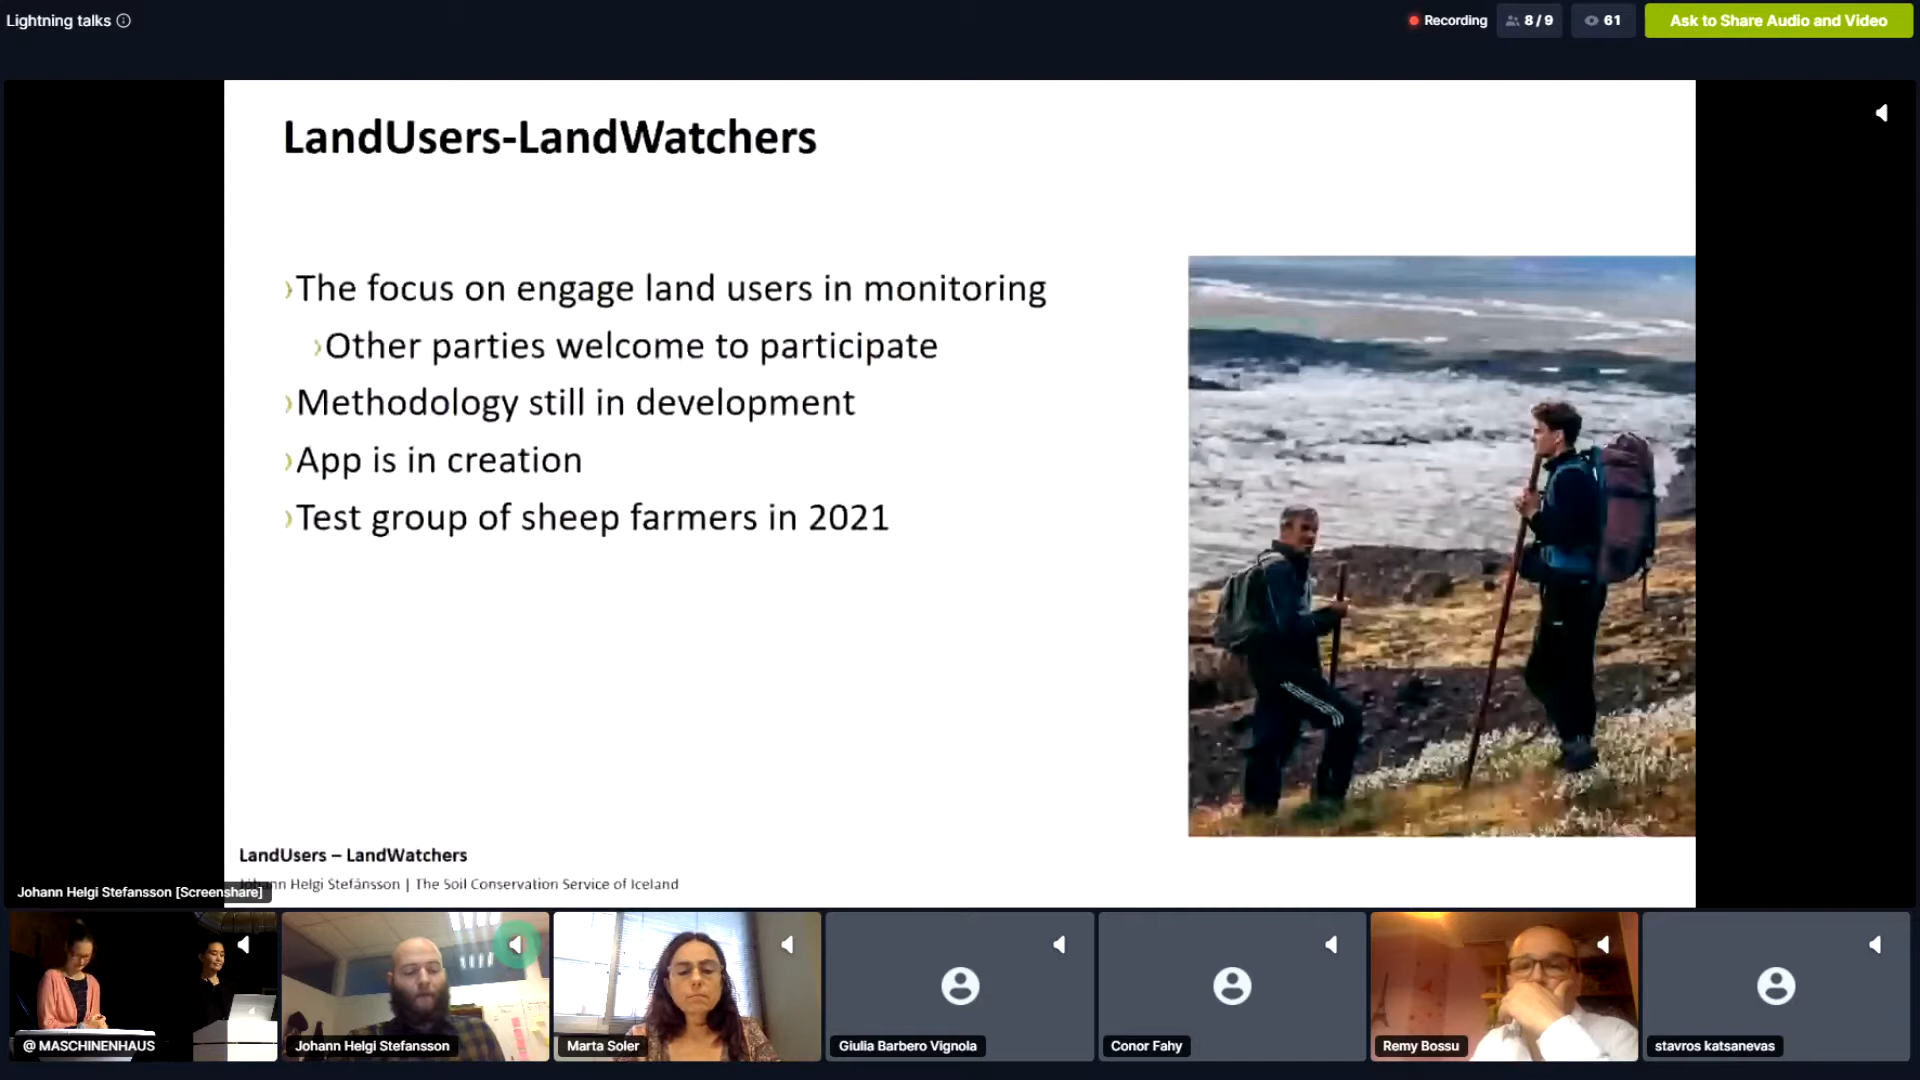 Lightning talks
Recording
8 / 9
61
Ask to Share Audio and Video
LandUsers-LandWatchers
›The focus on engage land users in monitoring
›Other parties welcome to participate
›Methodology still in development
›App is in creation
›Test group of sheep farmers in 2021
LandUsers – LandWatchers
Jóhann Helgi Stefánsson | The Soil Conservation Service of Iceland
Johann Helgi Stefansson [Screenshare]
@ MASCHINENHAUS
Johann Helgi Stefansson
Marta Soler
Giulia Barbero Vignola
Conor Fahy
Remy Bossu
stavros katsanevas